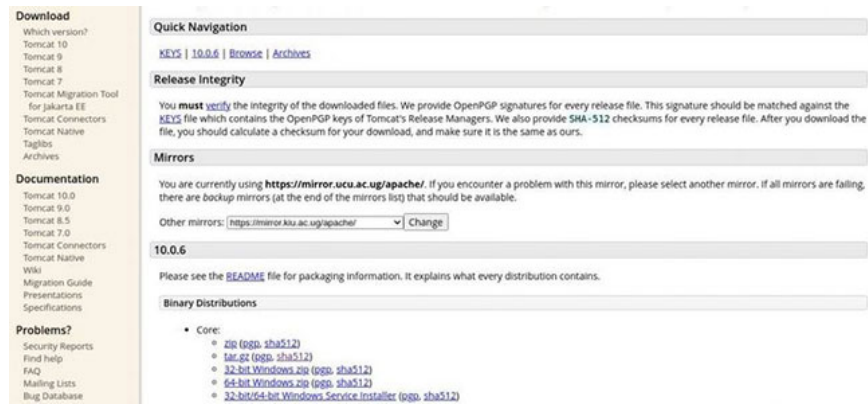 Download
Which version?
Tomcat 10
Tomcat 9
Tomcat 8
Tomcat 7
Tomcat Migration Tool
for Jakarta EE
Tomcat Connectors
Tomcat Native
Taglibs
Archives
Documentation
Tomcat 10.0
Tomcat 9.0
Tomcat 8.5
Tomcat 7.0
Tomcat Connectors
Tomcat Native
Wiki
Migration Guide
Presentations
Specifications
Problems?
Security Reports
Find help
FAQ
Mailing Lists
Bug Database
Quick Navigation
KEYS | 10.0.6 | Browse | Archives
Release Integrity
You must verify the integrity of the downloaded files. We provide OpenPGP signatures for every release file. This signature should be matched against the
KEYS file which contains the OpenPGP keys of Tomcat's Release Managers. We also provide SHA-512 checksums for every release file. After you download the
file, you should calculate a checksum for your download, and make sure it is the same as ours.
Mirrors
You are currently using https://mirror.ucu.ac.ug/apache/. If you encounter a problem with this mirror, please select another mirror. If all mirrors are failing,
there are backup mirrors (at the end of the mirrors list) that should be available.
Other mirrors: https://mirror.kiu.ac.ug/apache/ Change
10.0.6
Please see the README file for packaging information. It explains what every distribution contains.
Binary Distributions
• Core:
zip (pgp, sha512)
tar.gz (pgp, sha512)
32-bit Windows zip (pgp, sha512)
64-bit Windows zip (pgp, sha512)
32-bit/64-bit Windows Service Installer (pgp, sha512)